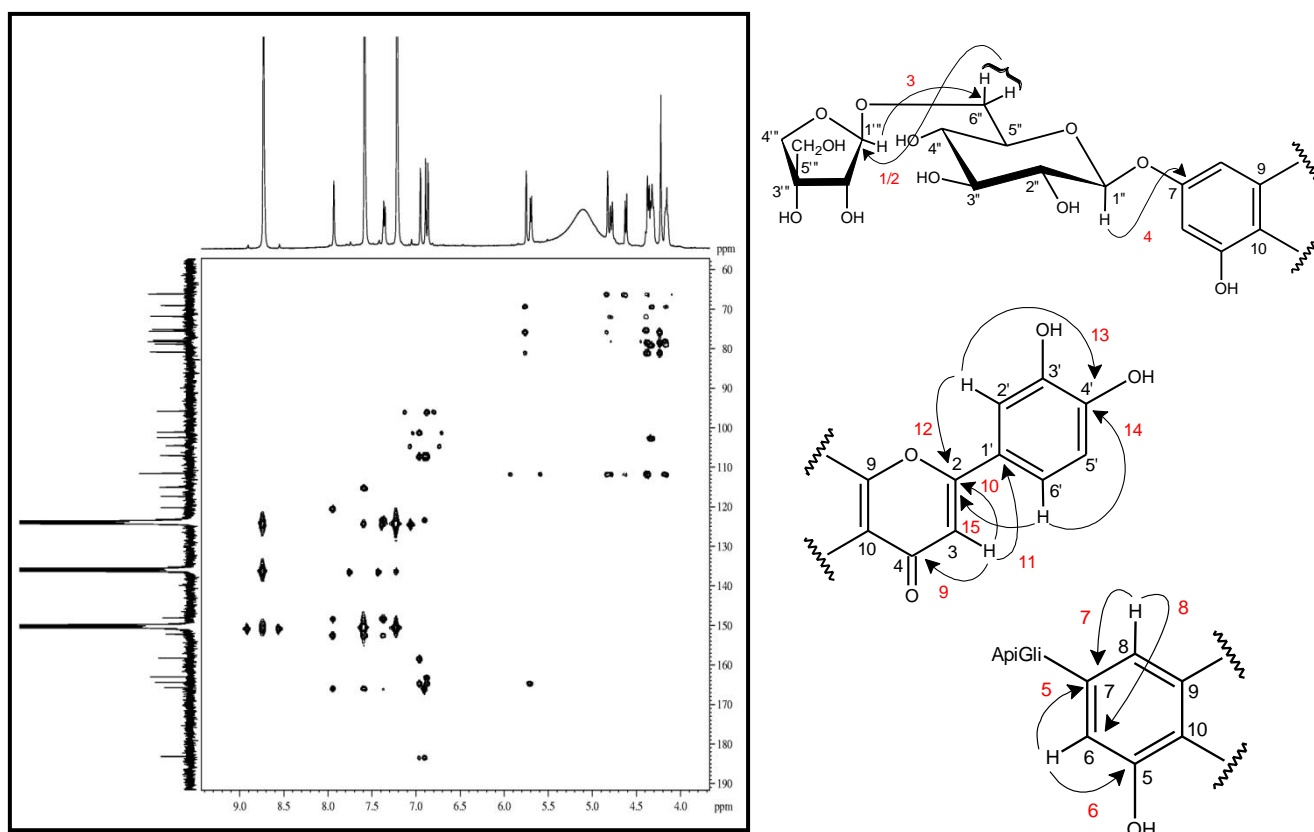 ppm
60
70
80
90
100
110
120
130
140
150
160
170
180
190
9.0 8.5 8.0 7.5 7.0 6.5 6.0 5.5 5.0 4.5 4.0 ppm
ppm
3
H
H
O
O
6''
4'''
1'''
H
CH₂OH
5'''
HO
4''
5''
O
O
9
3'''
1/2
HO
3''
2''
OH
1''
7
HO
OH
H
4
10
OH
13
OH
H
3'
OH
2'
4'
12
14
O
1'
5'
9
2
10
6'
15
H
10
3
H
4
11
O
9
7
H
8
ApiGli
8
5
7
9
10
H
6
5
6
OH